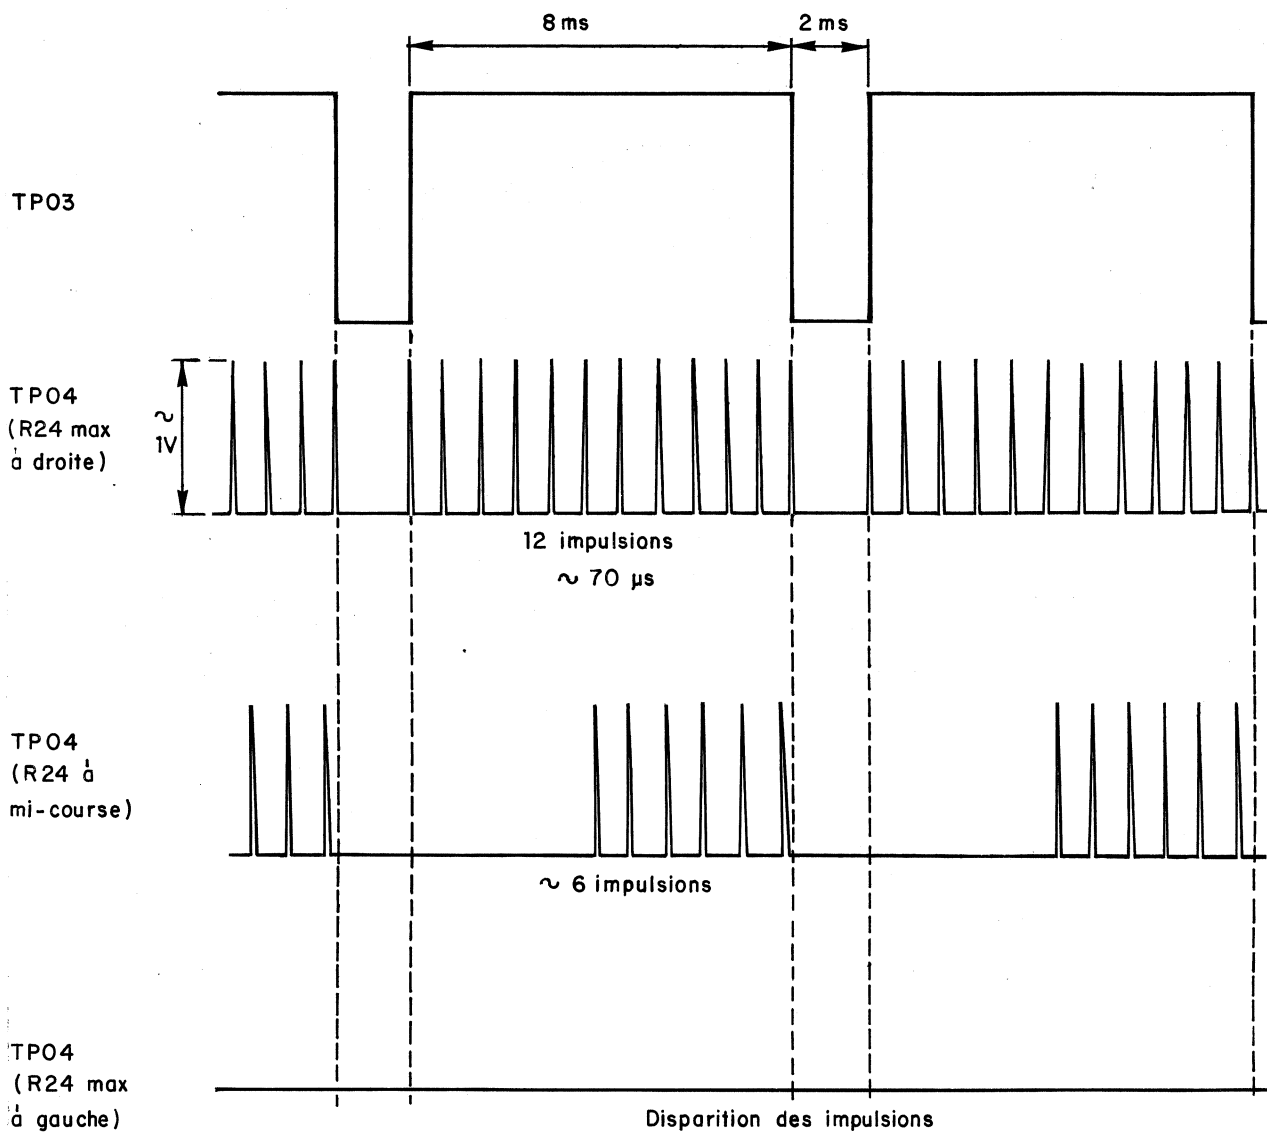 8 ms
2 ms
TP03
TP04
(R24 max
à droite)
~
1V
12 impulsions
~ 70 µs
TP04
(R24 à
mi-course)
~ 6 impulsions
TP04
(R24 max
à gauche)
Disparition des impulsions